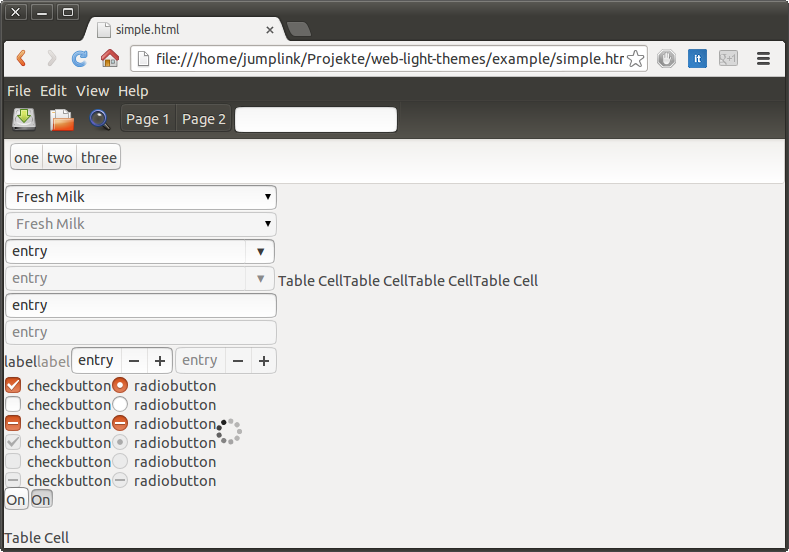 simple.html
file:///home/jumplink/Projekte/web-light-themes/example/simple.htm
It
File Edit View Help
Page 1 Page 2
one two three
Fresh Milk
Fresh Milk
entry
entry
Table CellTable CellTable CellTable Cell
entry
entry
labellabel entry entry
checkbutton radiobutton
checkbutton radiobutton
checkbutton radiobutton
checkbutton radiobutton
checkbutton radiobutton
checkbutton radiobutton
On On
Table Cell